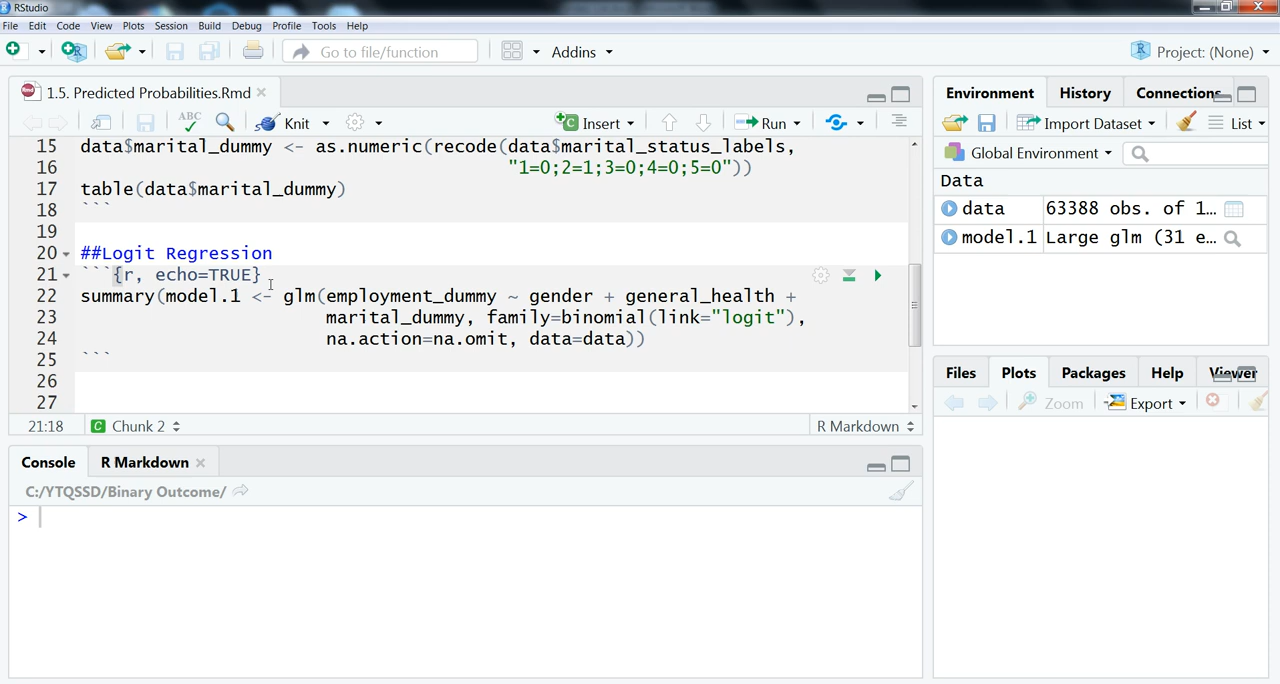 RStudio
File Edit Code View Plots Session Build Debug Profile Tools Help
Go to file/function Addins Project: (None)
1.5. Predicted Probabilities.Rmd
ABC Knit Insert Run
15 data$marital_dummy <- as.numeric(recode(data$marital_status_labels,
16 "1=0;2=1;3=0;4=0;5=0"))
17 table(data$marital_dummy)
18 ```
19
20 ##Logit Regression
21 ```{r, echo=TRUE}
22 summary(model.1 <- glm(employment_dummy ~ gender + general_health +
23 marital_dummy, family=binomial(link="logit"),
24 na.action=na.omit, data=data))
25 ```
26
27
21:18 Chunk 2 R Markdown
Console R Markdown
C:/YTQSSD/Binary Outcome/
>
Environment History Connections
Import Dataset List
Global Environment
Data
data 63388 obs. of 1…
model.1 Large glm (31 e…
Files Plots Packages Help Viewer
Zoom Export